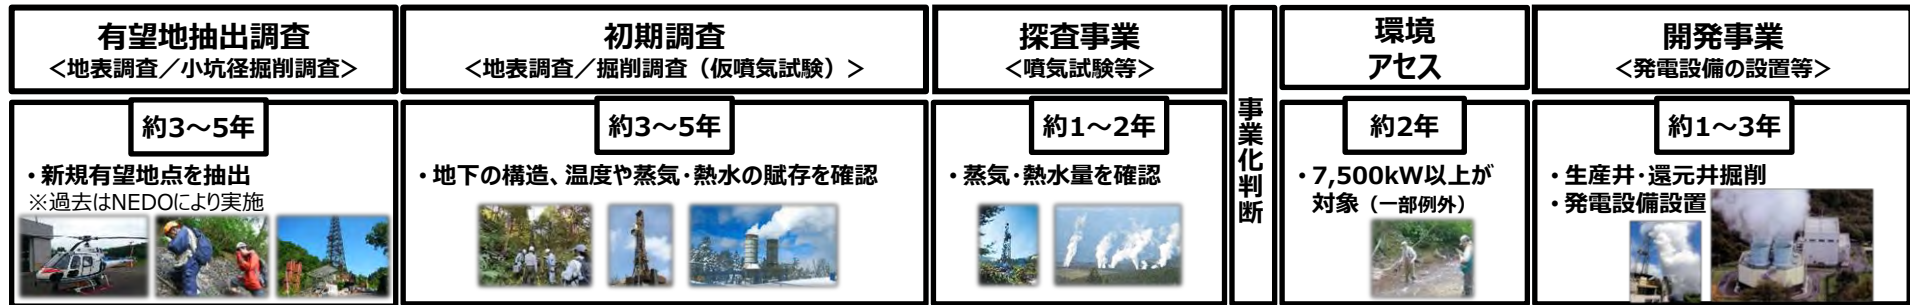 有望地抽出調査
<地表調査／小坑径掘削調査>
約3～5年
・新規有望地点を抽出
※過去はNEDOにより実施
初期調査
<地表調査／掘削調査（仮噴気試験）>
約3～5年
・地下の構造、温度や蒸気・熱水の賦存を確認
探査事業
<噴気試験等>
約1～2年
・蒸気・熱水量を確認
事業化判断
環境
アセス
約2年
・7,500kW以上が
対象（一部例外）
開発事業
<発電設備の設置等>
約1～3年
・生産井・還元井掘削
・発電設備設置